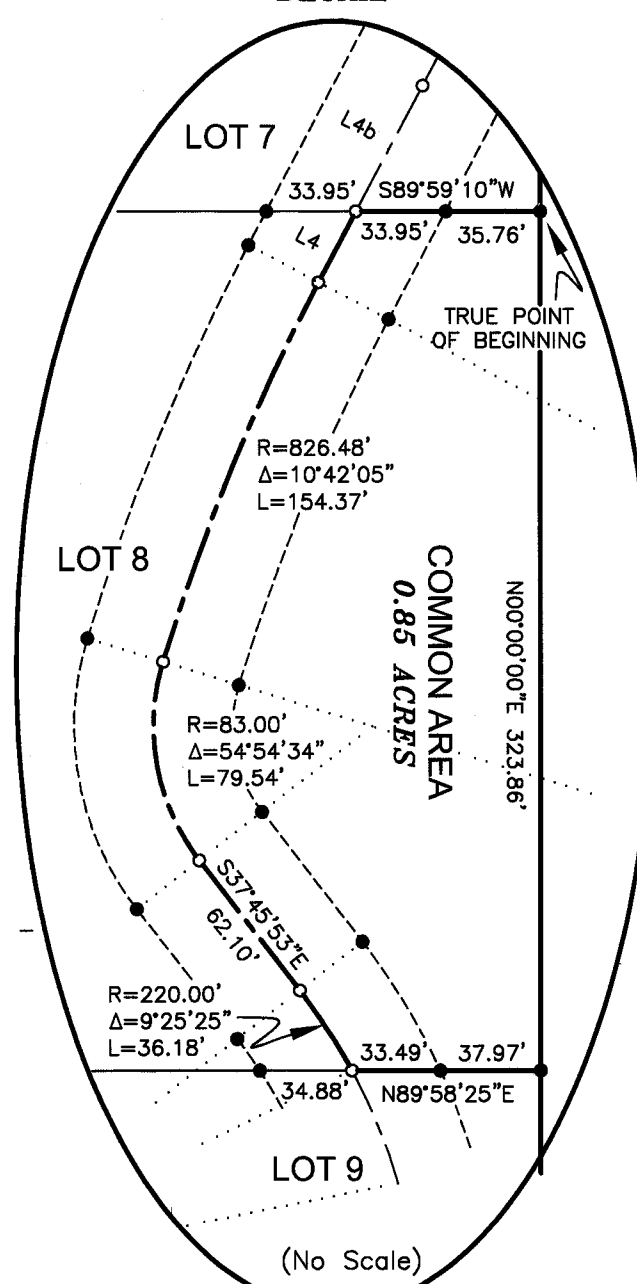 LOT 7
L4b
33.95'
S89°59'10"W
L4
33.95'
35.76'
TRUE POINT
OF BEGINNING
R=826.48'
Δ=10°42'05"
L=154.37'
LOT 8
COMMON AREA
0.85 ACRES
N00°00'00"E 323.86'
R=83.00'
Δ=54°54'34"
L=79.54'
S37°45'53"E
62.10'
R=220.00'
Δ=9°25'25"
L=36.18'
33.49'
37.97'
34.88'
N89°58'25"E
LOT 9
(No Scale)